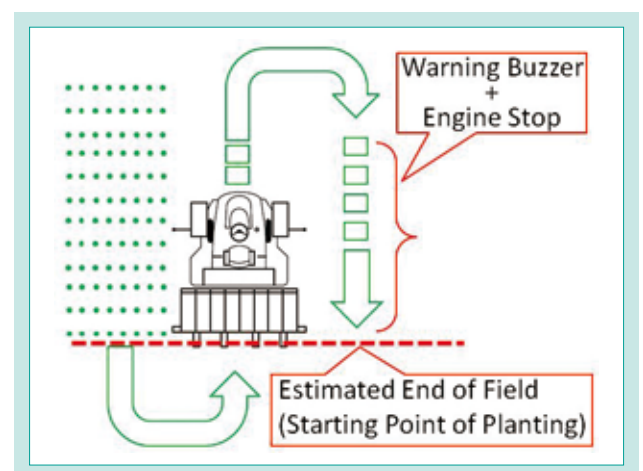 Warning Buzzer
+
Engine Stop
Estimated End of Field
(Starting Point of Planting)